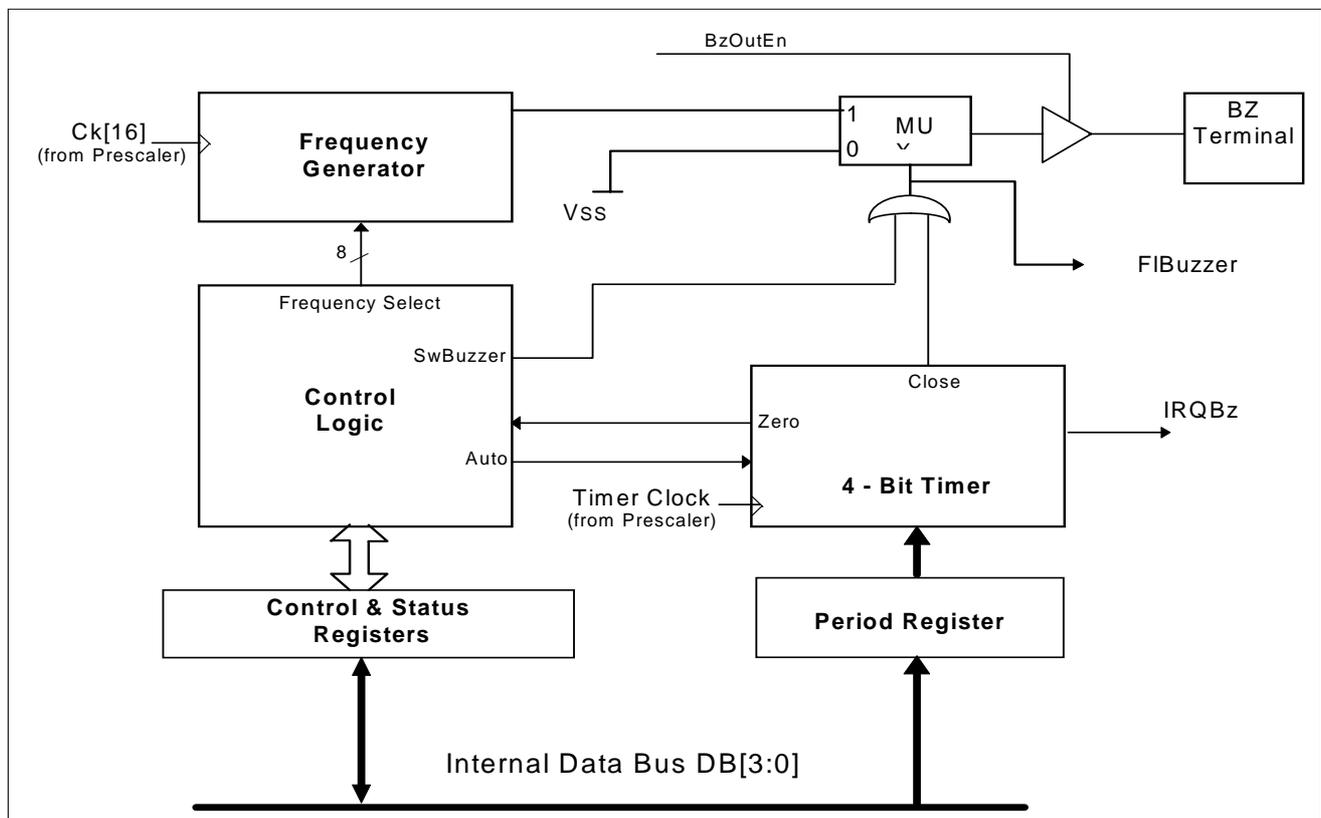 BzOutEn
Ck[16]
(from Prescaler)
Frequency
Generator
1
0
MU
BZ
Terminal
Vss
8
FlBuzzer
Frequency Select
SwBuzzer
Control
Logic
Close
Zero
IRQBz
Auto
4 - Bit Timer
Timer Clock
(from Prescaler)
Control & Status
Registers
Period Register
Internal Data Bus DB[3:0]